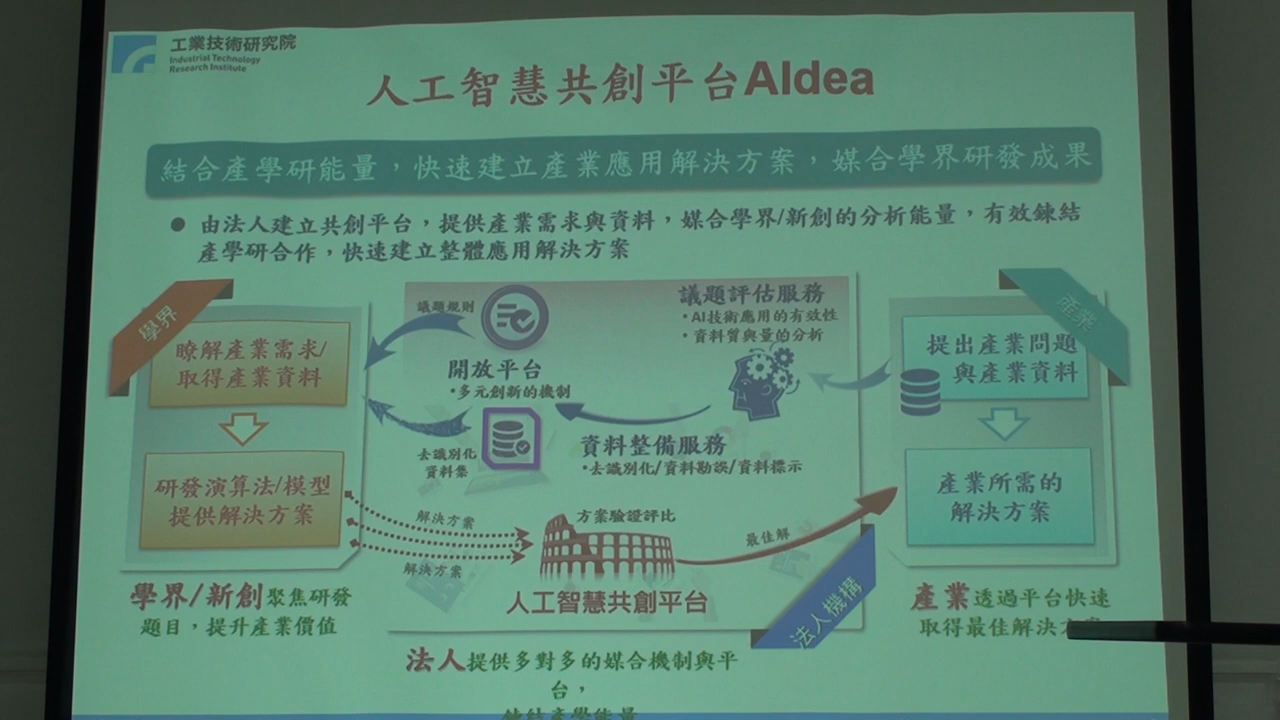 工業技術研究院
Industrial Technology
Research Institute
人工智慧共創平台AIdea
結合產學研能量，快速建立產業應用解決方案，媒合學界研發成果
● 由法人建立共創平台，提供產業需求與資料，媒合學界/新創的分析能量，有效鍊結
產學研合作，快速建立整體應用解決方案
學界
瞭解產業需求/
取得產業資料
研發演算法/模型
提供解決方案
學界/新創聚焦研發
題目，提升產業價值
議題規則
開放平台
•多元創新的機制
去識別化
資料集
議題評估服務
•AI技術應用的有效性
•資料質與量的分析
資料整備服務
•去識別化/資料勘誤/資料標示
解決方案
解決方案
方案驗證評比
人工智慧共創平台
最佳解
法人機構
法人提供多對多的媒合機制與平
台，
鍊結產學能量
產業
提出產業問題
與產業資料
產業所需的
解決方案
產業透過平台快速
取得最佳解決